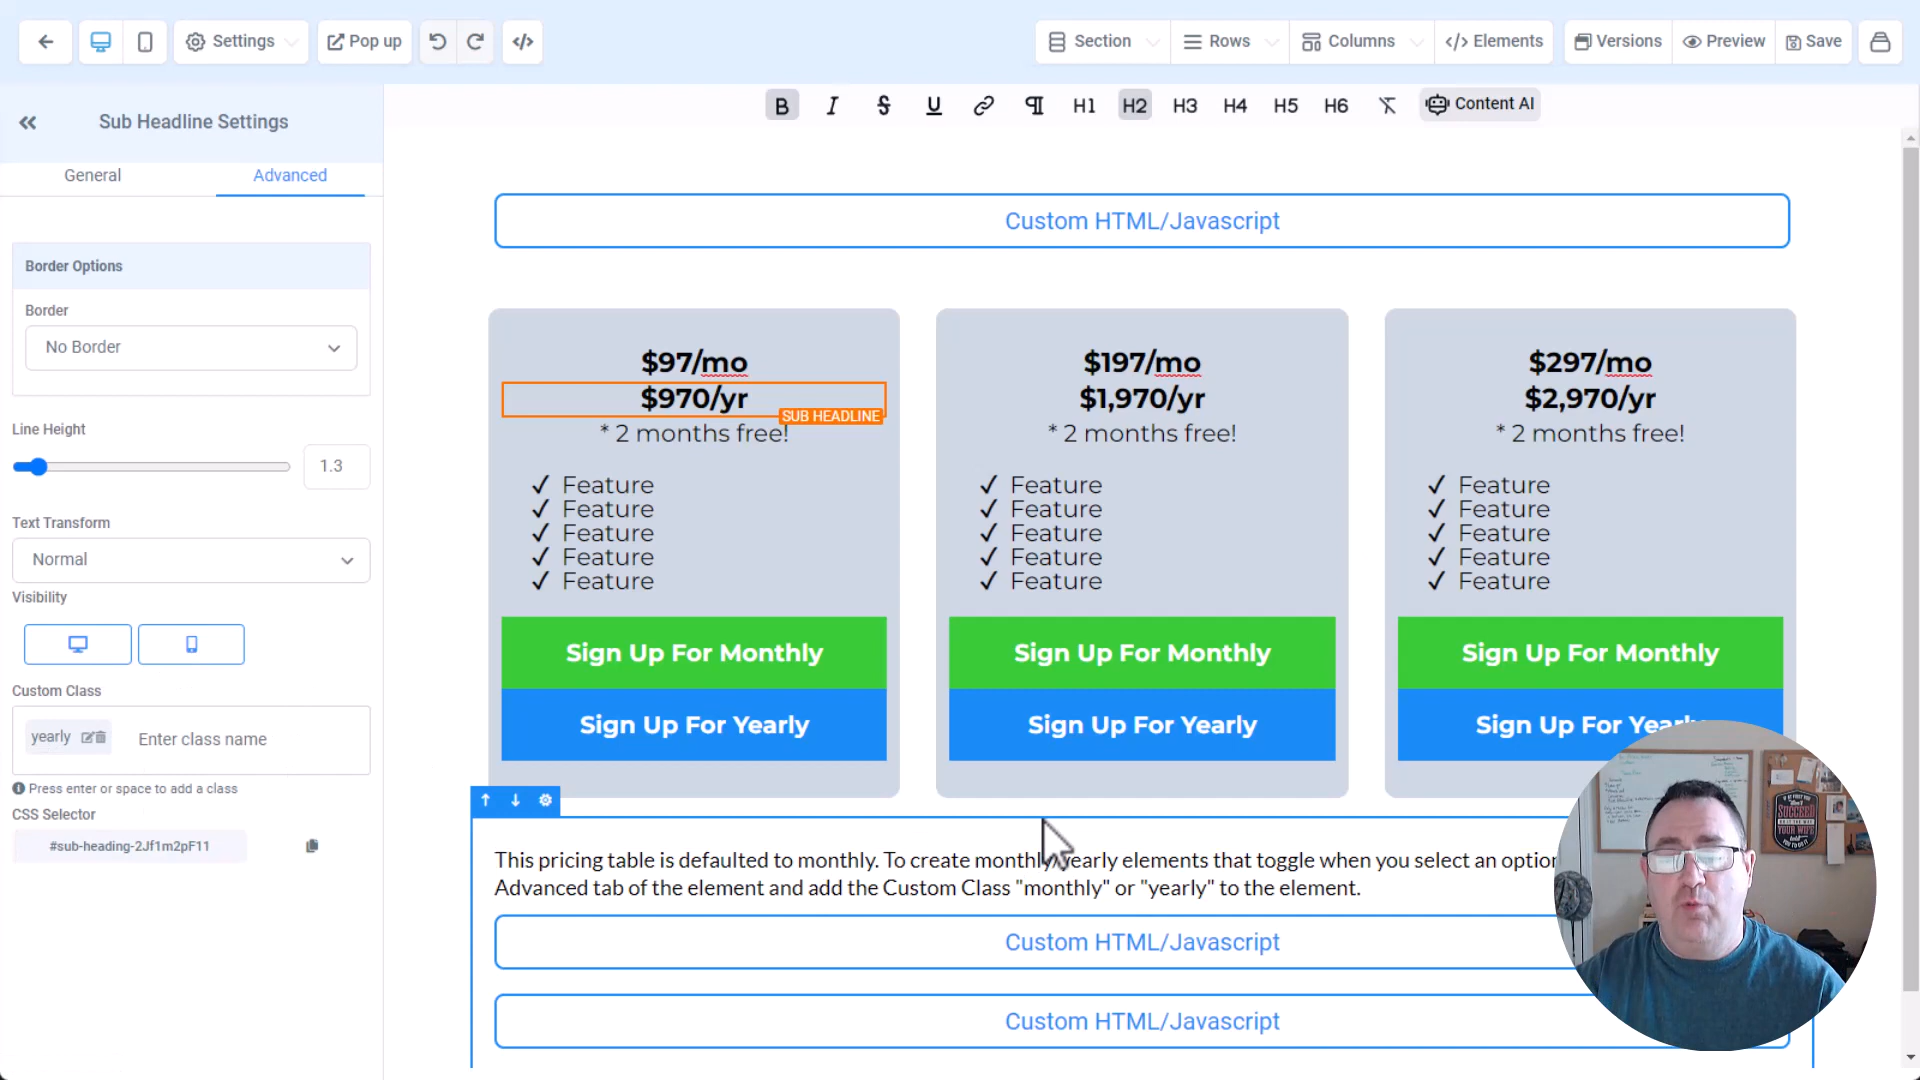 Settings
Pop up
Section
Rows
Columns
Elements
Versions
Preview
Save
Sub Headline Settings
General
Advanced
B I S U H1 H2 H3 H4 H5 H6 Content AI
Border Options
Border
No Border
Line Height
1.3
Text Transform
Normal
Visibility
Custom Class
yearly
Enter class name
Press enter or space to add a class
CSS Selector
#sub-heading-2Jf1m2pF11
Custom HTML/Javascript
$97/mo
$970/yr
SUB HEADLINE
* 2 months free!
✓ Feature
✓ Feature
✓ Feature
✓ Feature
✓ Feature
Sign Up For Monthly
Sign Up For Yearly
$197/mo
$1,970/yr
* 2 months free!
✓ Feature
✓ Feature
✓ Feature
✓ Feature
✓ Feature
Sign Up For Monthly
Sign Up For Yearly
$297/mo
$2,970/yr
* 2 months free!
✓ Feature
✓ Feature
✓ Feature
✓ Feature
✓ Feature
Sign Up For Monthly
Sign Up For Yearly
This pricing table is defaulted to monthly. To create monthly/yearly elements that toggle when you select an option
Advanced tab of the element and add the Custom Class "monthly" or "yearly" to the element.
Custom HTML/Javascript
Custom HTML/Javascript
SUCCEED